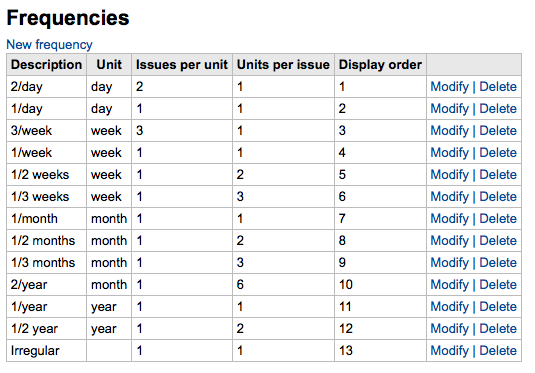 Frequencies
New frequency
Description Unit Issues per unit Units per issue Display order
2/day day 2 1 1 Modify | Delete
1/day day 1 1 2 Modify | Delete
3/week week 3 1 3 Modify | Delete
1/week week 1 1 4 Modify | Delete
1/2 weeks week 1 2 5 Modify | Delete
1/3 weeks week 1 3 6 Modify | Delete
1/month month 1 1 7 Modify | Delete
1/2 months month 1 2 8 Modify | Delete
1/3 months month 1 3 9 Modify | Delete
2/year month 1 6 10 Modify | Delete
1/year year 1 1 11 Modify | Delete
1/2 year year 1 2 12 Modify | Delete
Irregular 1 1 13 Modify | Delete